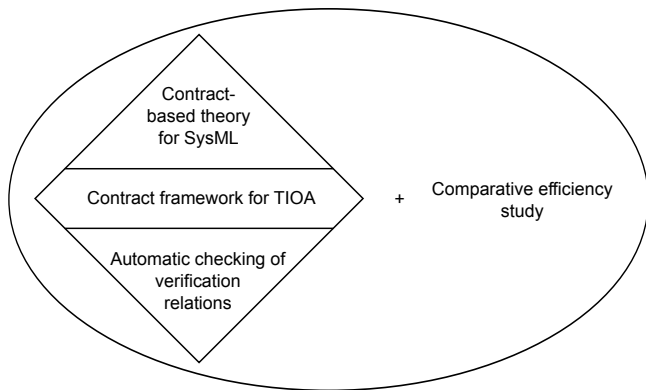 Contract-
based theory
for SysML
Contract framework for TIOA
Automatic checking of
verification
relations
+
Comparative efficiency
study